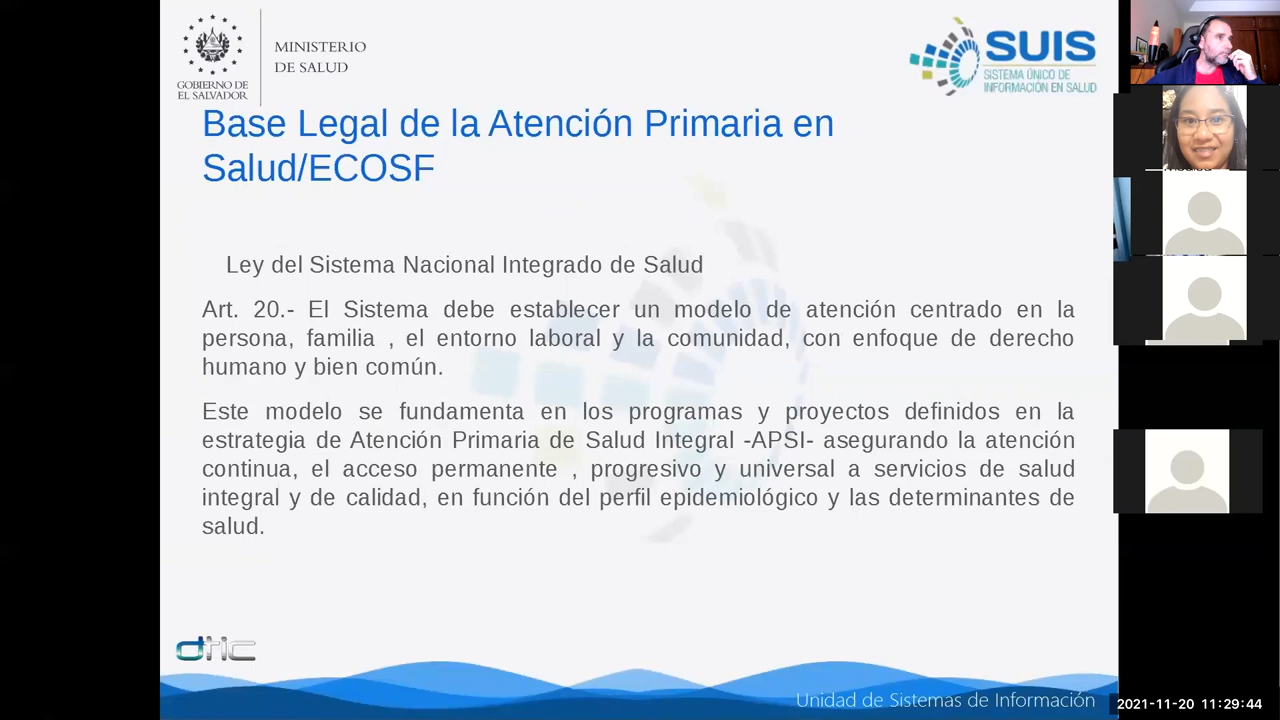 MINISTERIO
DE SALUD
GOBIERNO DE
EL SALVADOR
SUIS
SISTEMA ÚNICO DE
INFORMACIÓN EN SALUD
Base Legal de la Atención Primaria en
Salud/ECOSF
Ley del Sistema Nacional Integrado de Salud
Art. 20.- El Sistema debe establecer un modelo de atención centrado en la
persona, familia , el entorno laboral y la comunidad, con enfoque de derecho
humano y bien común.
Este modelo se fundamenta en los programas y proyectos definidos en la
estrategia de Atención Primaria de Salud Integral -APSI- asegurando la atención
continua, el acceso permanente , progresivo y universal a servicios de salud
integral y de calidad, en función del perfil epidemiológico y las determinantes de
salud.
dtic
Unidad de Sistemas de Información
2021-11-20 11:29:44